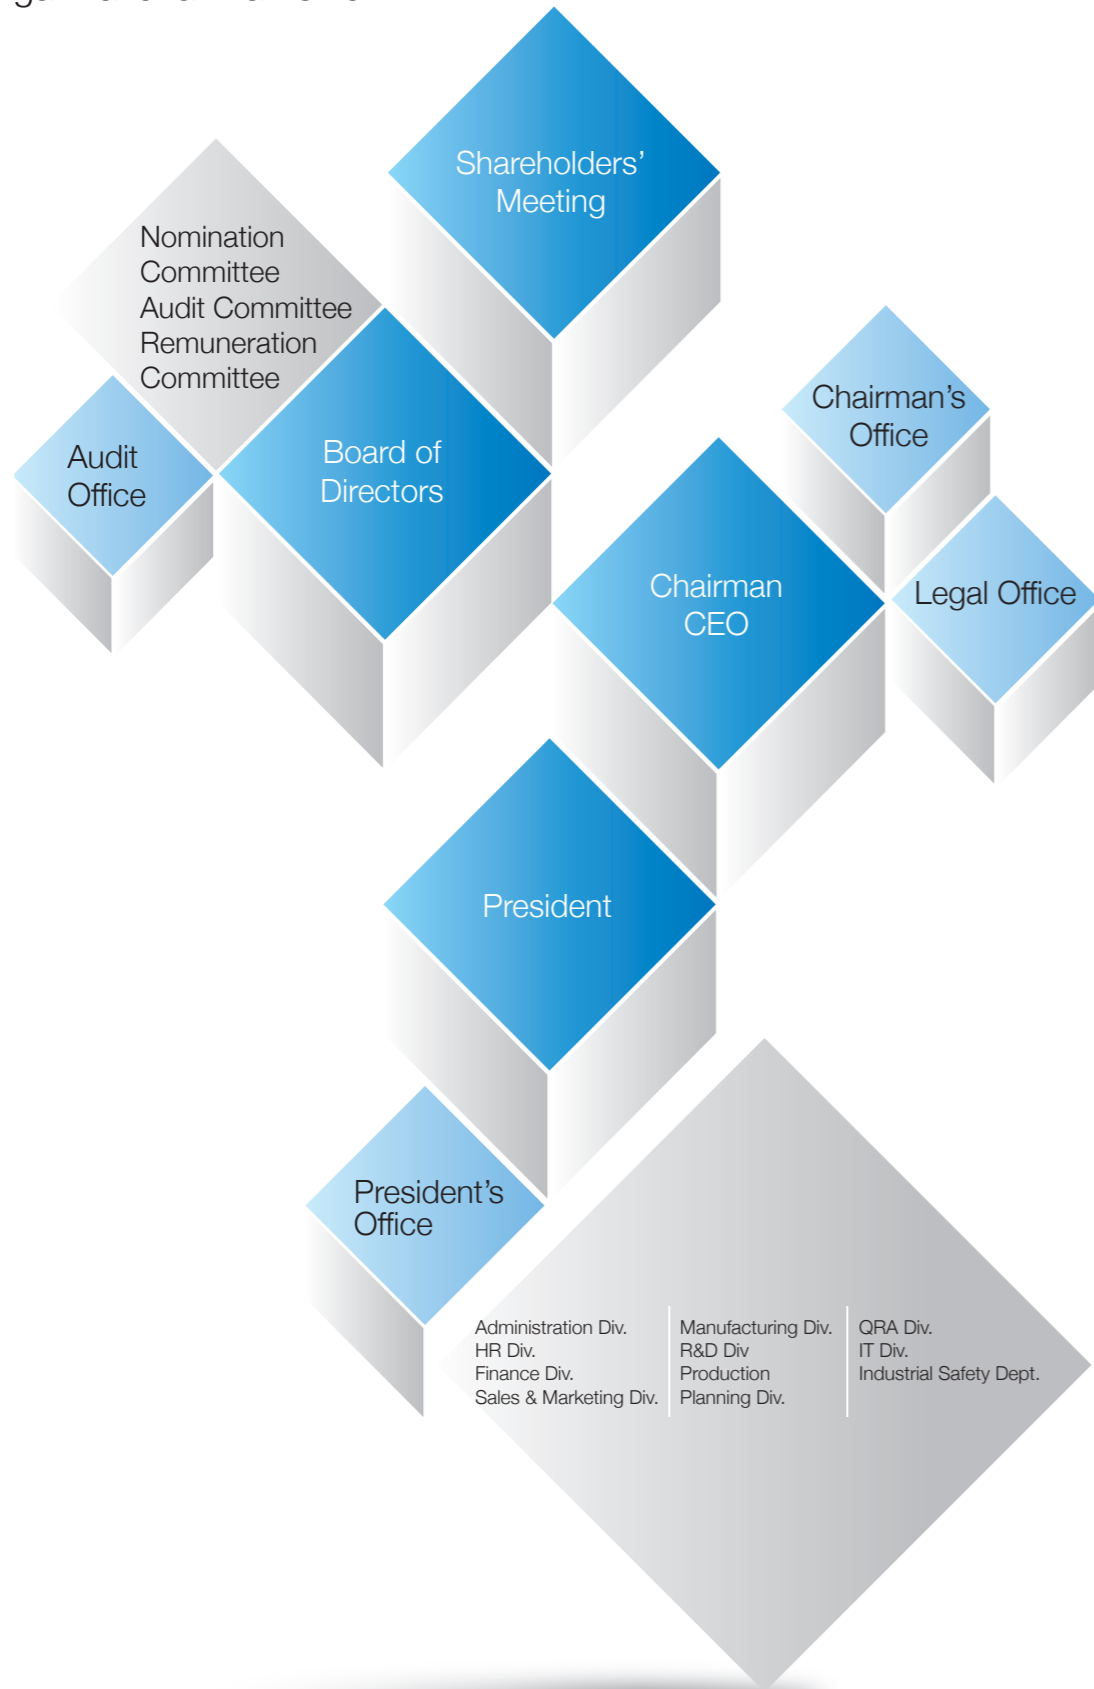 Shareholders'
Meeting
Nomination
Committee
Audit Committee
Remuneration
Committee
Chairman's
Office
Audit
Office
Board of
Directors
Chairman
CEO
Legal Office
President
President's
Office
Administration Div.
HR Div.
Finance Div.
Sales & Marketing Div.
Manufacturing Div.
R&D Div
Production
Planning Div.
QRA Div.
IT Div.
Industrial Safety Dept.